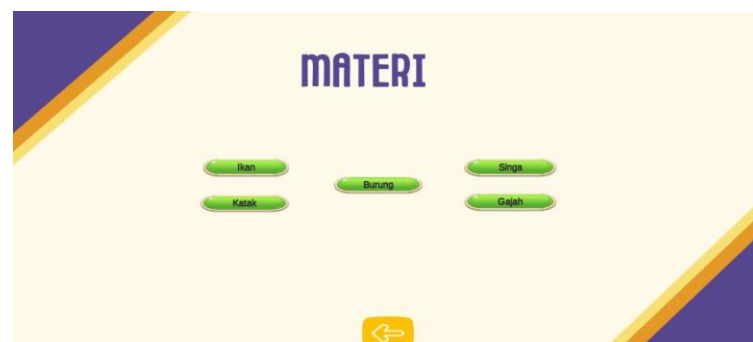 MATERI
Ikan
Singa
Burung
Katak
Gajah